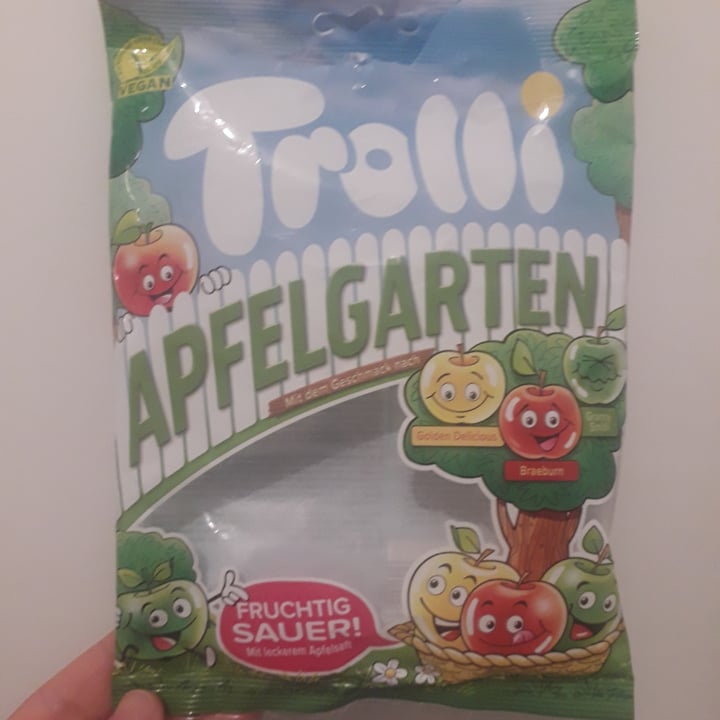 VEGAN
Trolli
APFELGARTEN
Mit dem Geschmack nach
Golden Delicious
Braeburn
FRUCHTIG
SAUER!
Mit leckerem Apfelsaft